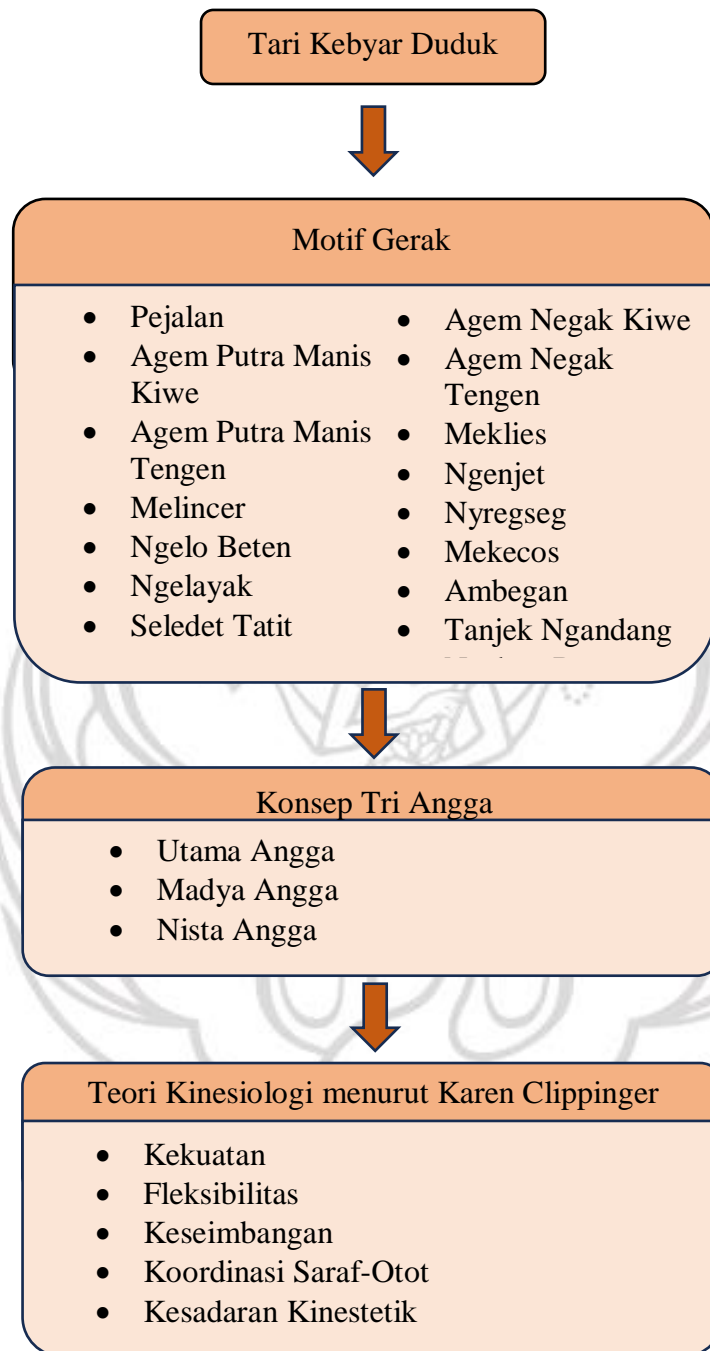 Tari Kebyar Duduk
Motif Gerak
• Pejalan
• Agem Putra Manis
Kiwe
• Agem Putra Manis
Tengen
• Melincer
• Ngelo Beten
• Ngelayak
• Seledet Tatit
• Agem Negak Kiwe
• Agem Negak
Tengen
• Meklies
• Ngenjet
• Nyregseg
• Mekecos
• Ambegan
• Tanjek Ngandang
Konsep Tri Angga
• Utama Angga
• Madya Angga
• Nista Angga
Teori Kinesiologi menurut Karen Clippinger
• Kekuatan
• Fleksibilitas
• Keseimbangan
• Koordinasi Saraf-Otot
• Kesadaran Kinestetik